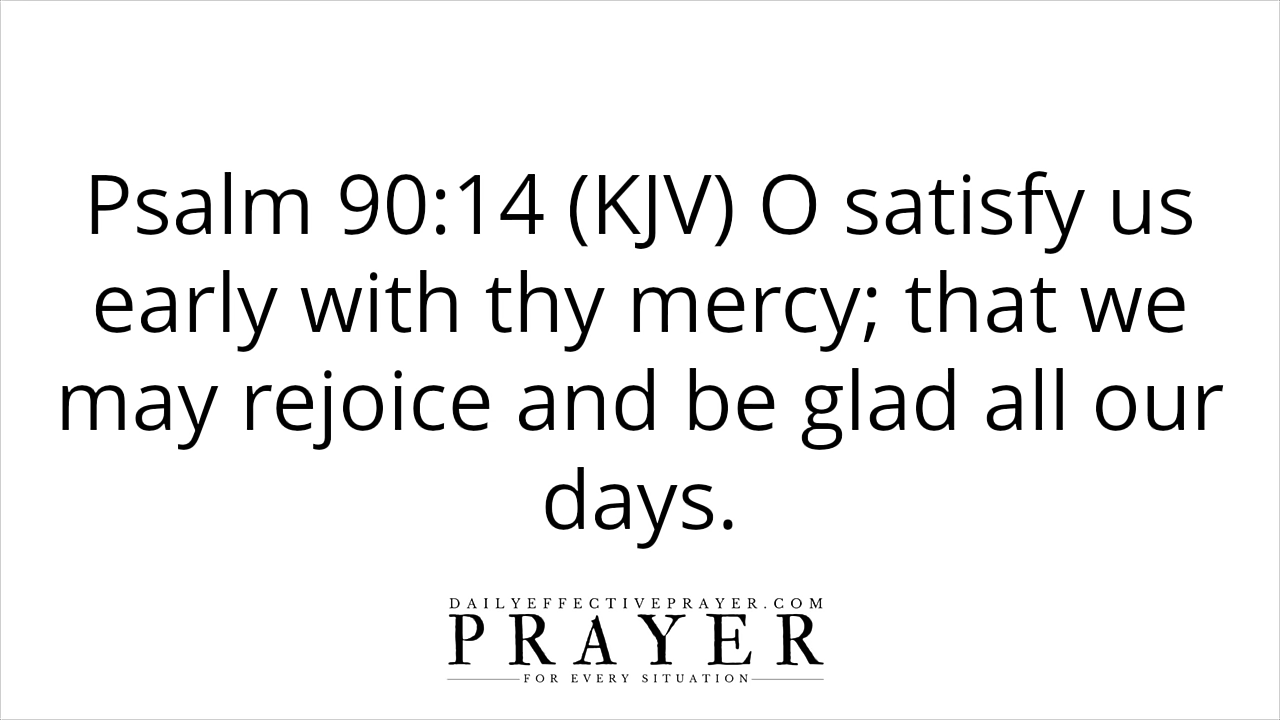 Psalm 90:14 (KJV) O satisfy us
early with thy mercy; that we
may rejoice and be glad all our
days.
DAILYEFFECTIVEPRAYER.COM
PRAYER
FOR EVERY SITUATION